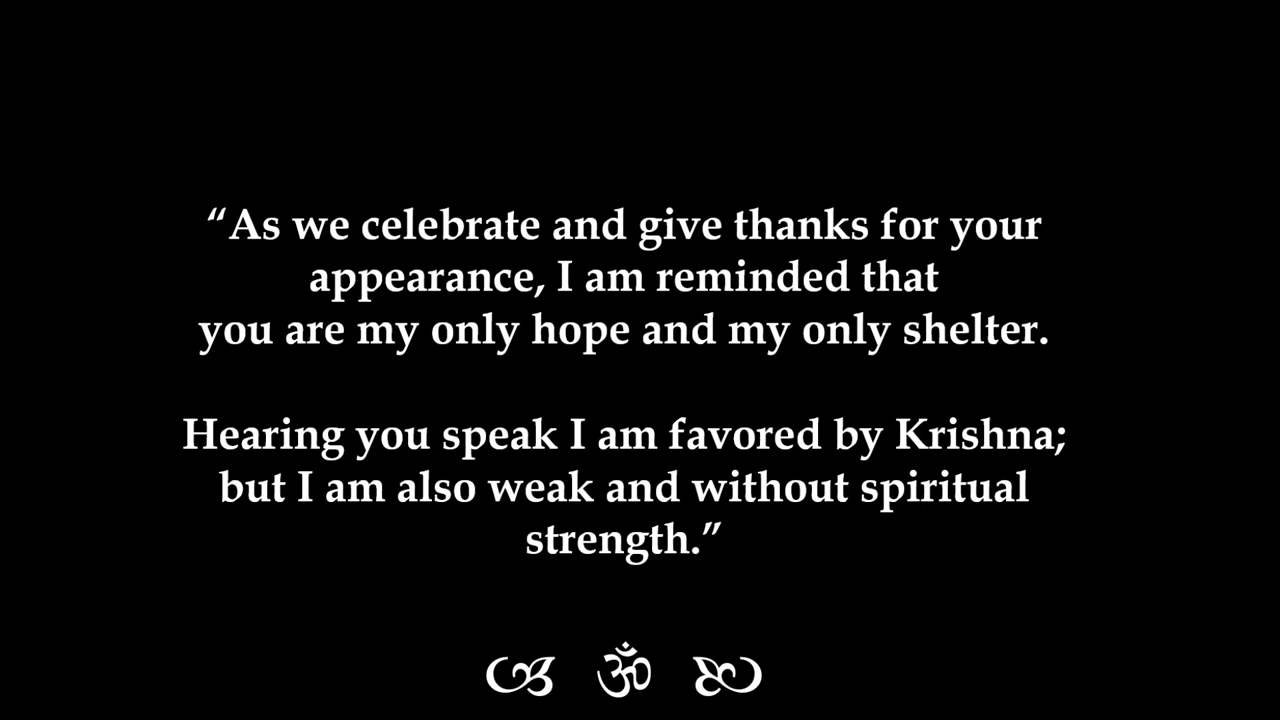 “As we celebrate and give thanks for your
appearance, I am reminded that
you are my only hope and my only shelter.
Hearing you speak I am favored by Krishna;
but I am also weak and without spiritual
strength.”
ॐ